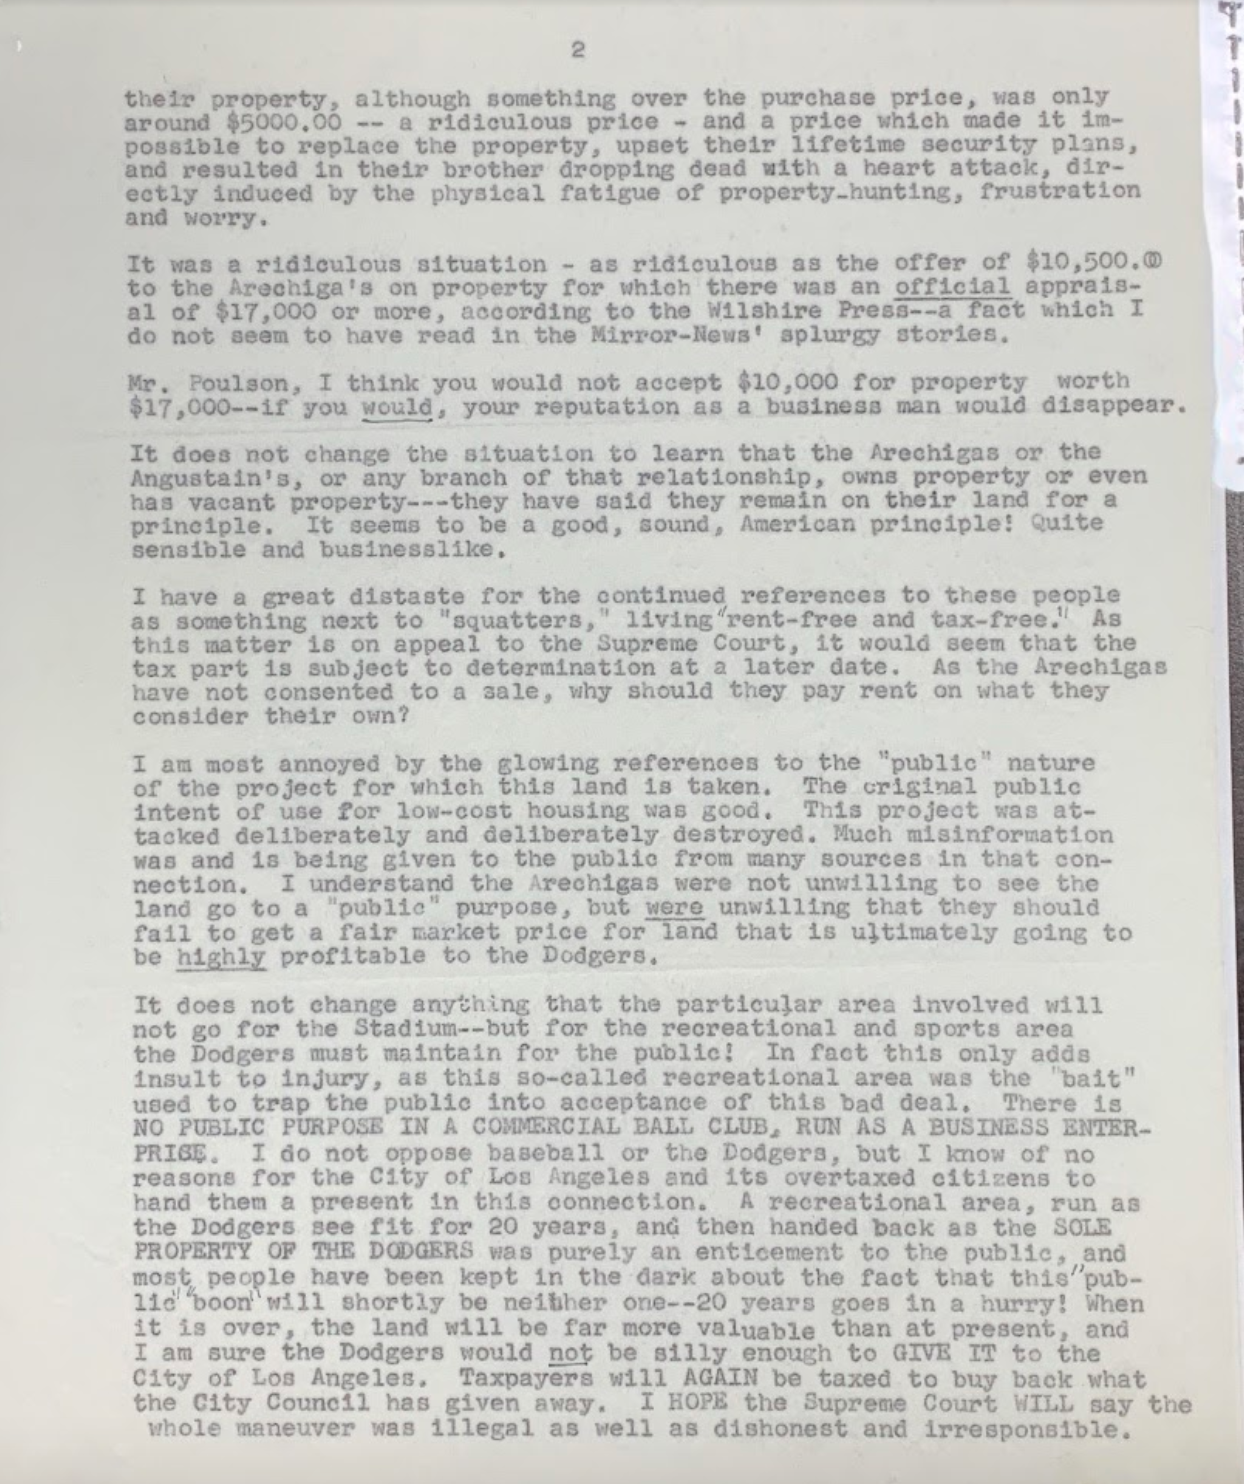 2
their property, although something over the purchase price, was only
around $5000.00 -- a ridiculous price - and a price which made it im-
possible to replace the property, upset their lifetime security plans,
and resulted in their brother dropping dead with a heart attack, dir-
ectly induced by the physical fatigue of property-hunting, frustration
and worry.
It was a ridiculous situation - as ridiculous as the offer of $10,500.00
to the Arechiga's on property for which there was an official apprais-
al of $17,000 or more, according to the Wilshire Press--a fact which I
do not seem to have read in the Mirror-News' splurgy stories.
Mr. Poulson, I think you would not accept $10,000 for property worth
$17,000--if you would, your reputation as a business man would disappear.
It does not change the situation to learn that the Arechigas or the
Angustain's, or any branch of that relationship, owns property or even
has vacant property---they have said they remain on their land for a
principle. It seems to be a good, sound, American principle! Quite
sensible and businesslike.
I have a great distaste for the continued references to these people
as something next to "squatters," living "rent-free and tax-free." As
this matter is on appeal to the Supreme Court, it would seem that the
tax part is subject to determination at a later date. As the Arechigas
have not consented to a sale, why should they pay rent on what they
consider their own?
I am most annoyed by the glowing references to the "public" nature
of the project for which this land is taken. The original public
intent of use for low-cost housing was good. This project was at-
tacked deliberately and deliberately destroyed. Much misinformation
was and is being given to the public from many sources in that con-
nection. I understand the Arechigas were not unwilling to see the
land go to a "public" purpose, but were unwilling that they should
fail to get a fair market price for land that is ultimately going to
be highly profitable to the Dodgers.
It does not change anything that the particular area involved will
not go for the Stadium--but for the recreational and sports area
the Dodgers must maintain for the public! In fact this only adds
insult to injury, as this so-called recreational area was the "bait"
used to trap the public into acceptance of this bad deal. There is
NO PUBLIC PURPOSE IN A COMMERCIAL BALL CLUB, RUN AS A BUSINESS ENTER-
PRISE. I do not oppose baseball or the Dodgers, but I know of no
reasons for the City of Los Angeles and its overtaxed citizens to
hand them a present in this connection. A recreational area, run as
the Dodgers see fit for 20 years, and then handed back as the SOLE
PROPERTY OF THE DODGERS was purely an enticement to the public, and
most people have been kept in the dark about the fact that this "pub-
lic" "boon" will shortly be neither one--20 years goes in a hurry! When
it is over, the land will be far more valuable than at present, and
I am sure the Dodgers would not be silly enough to GIVE IT to the
City of Los Angeles. Taxpayers will AGAIN be taxed to buy back what
the City Council has given away. I HOPE the Supreme Court WILL say the
whole maneuver was illegal as well as dishonest and irresponsible.